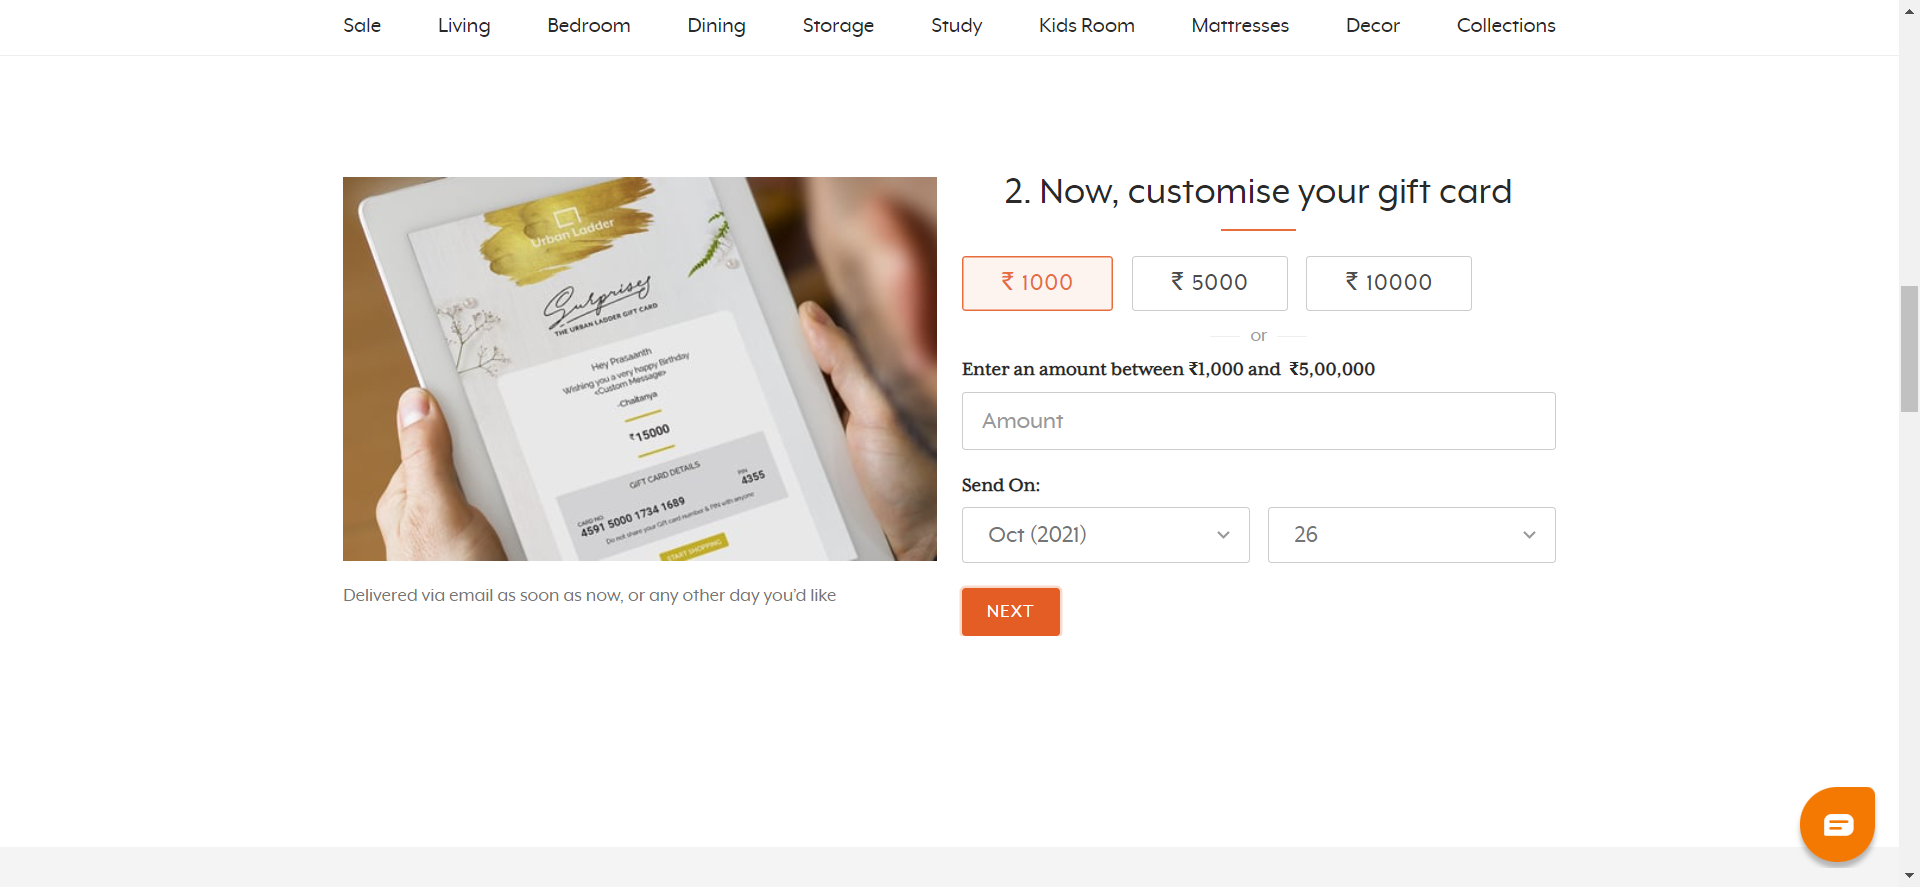 Sale Living Bedroom Dining Storage Study Kids Room Mattresses Decor Collections
Urban Ladder
Surprises
THE URBAN LADDER GIFT CARD
Hey Prasaanth
Wishing you a very happy Birthday
<Custom Message>
-Chaitanya
₹15000
GIFT CARD DETAILS
CARD NO. PIN
4591 5000 1734 1689 4355
Do not share your Gift card number & PIN with anyone
START SHOPPING
Delivered via email as soon as now, or any other day you'd like
2. Now, customise your gift card
₹ 1000 ₹ 5000 ₹ 10000
or
Enter an amount between ₹1,000 and ₹5,00,000
Amount
Send On:
Oct (2021) 26
NEXT